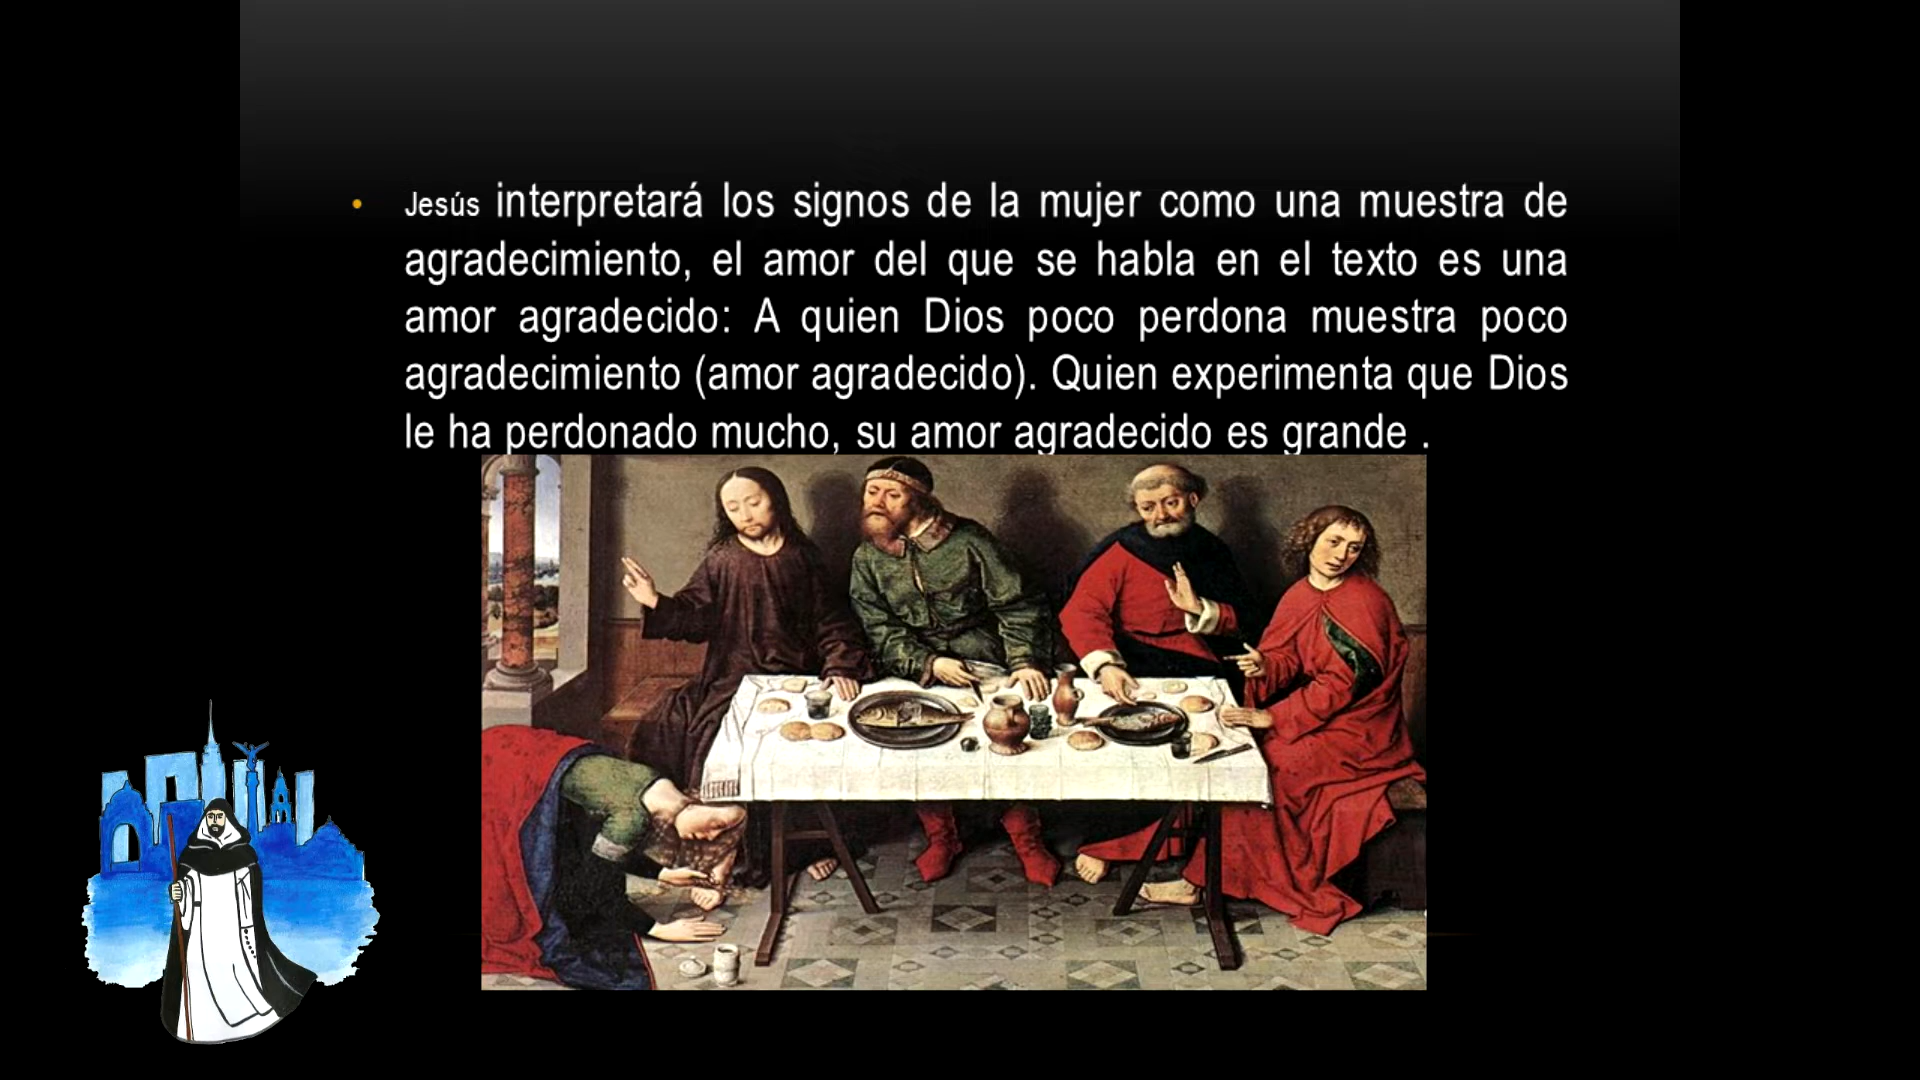 • Jesús interpretará los signos de la mujer como una muestra de
agradecimiento, el amor del que se habla en el texto es una
amor agradecido: A quien Dios poco perdona muestra poco
agradecimiento (amor agradecido). Quien experimenta que Dios
le ha perdonado mucho, su amor agradecido es grande .